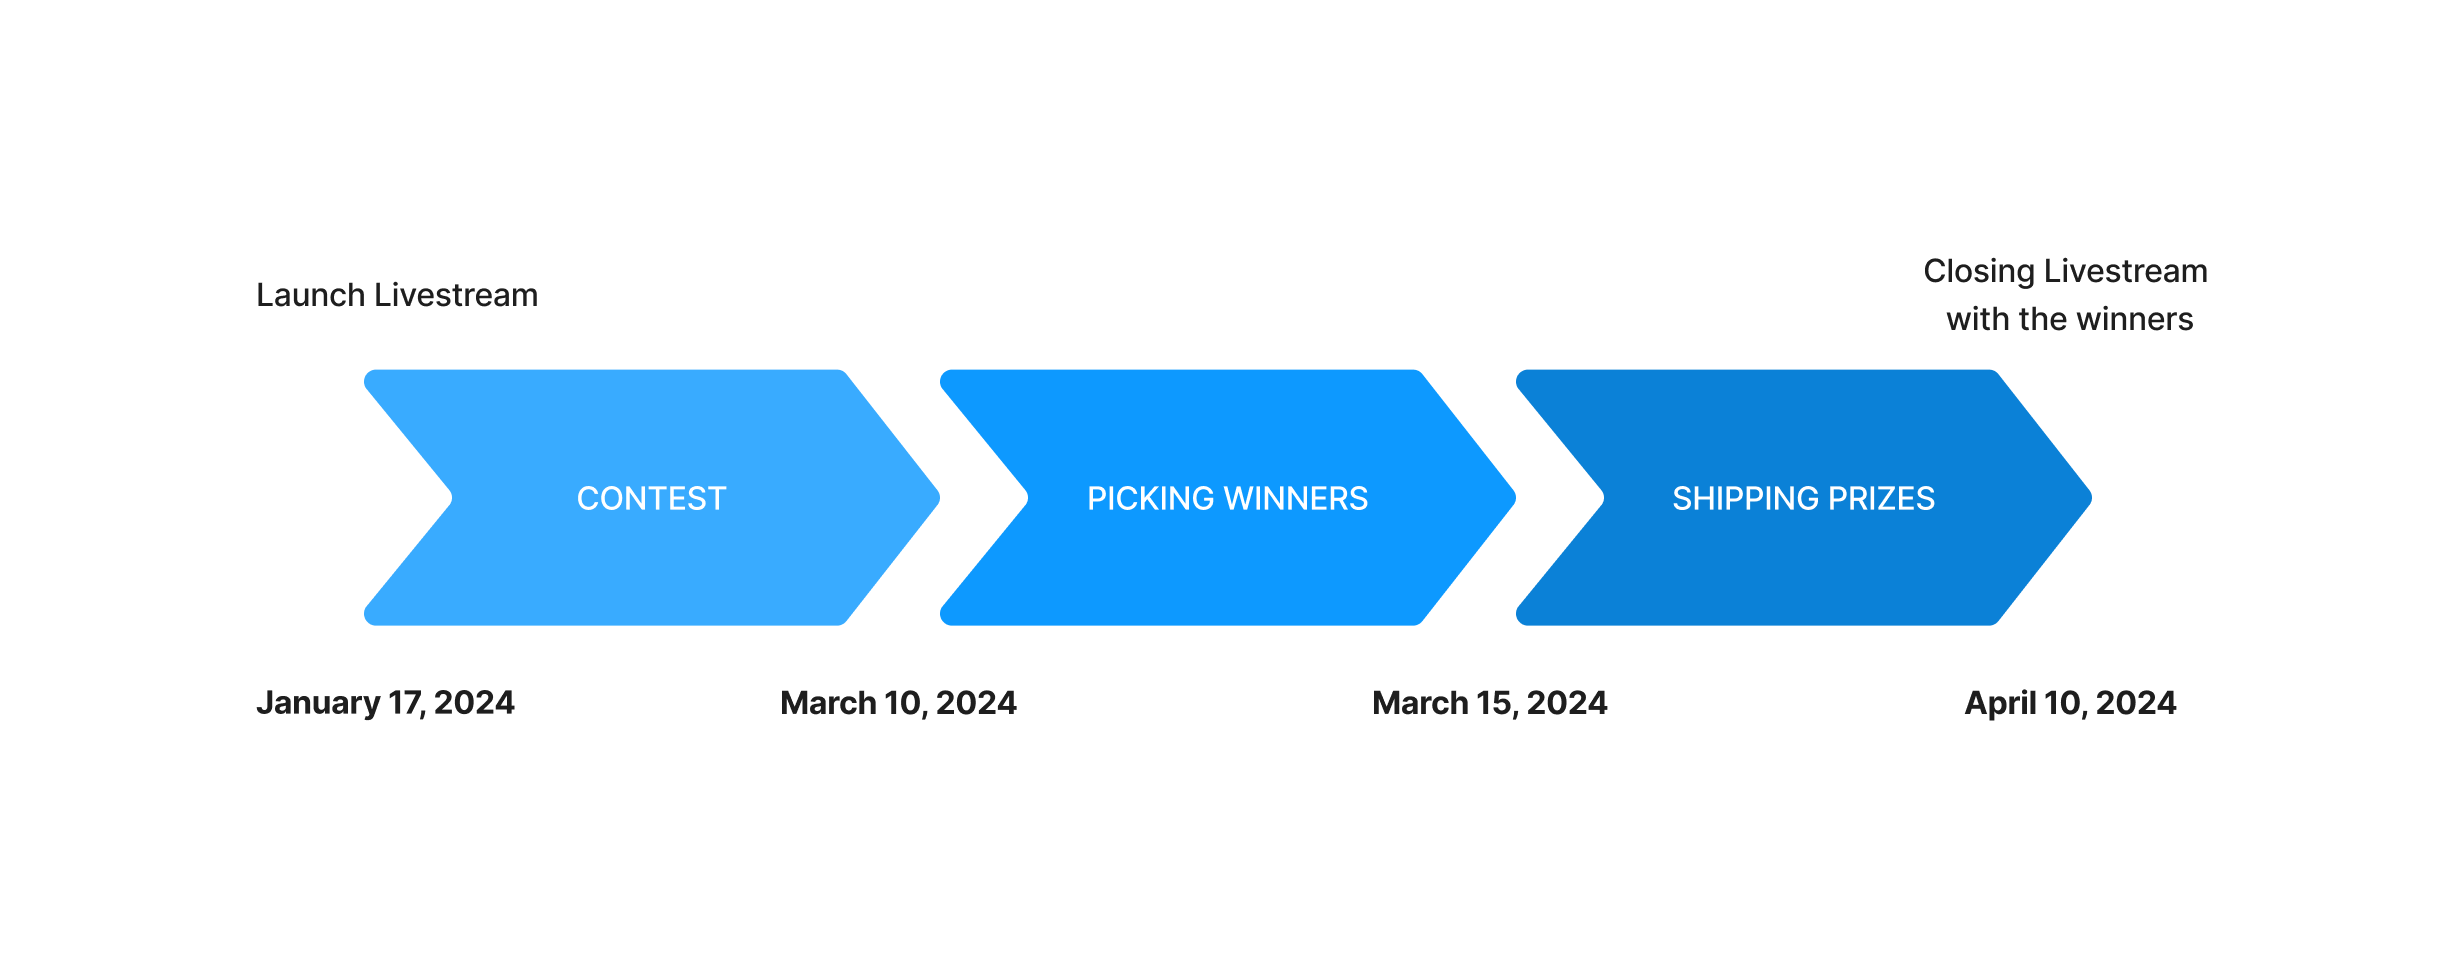 Launch Livestream
Closing Livestream
with the winners
CONTEST
PICKING WINNERS
SHIPPING PRIZES
January 17, 2024
March 10, 2024
March 15, 2024
April 10, 2024